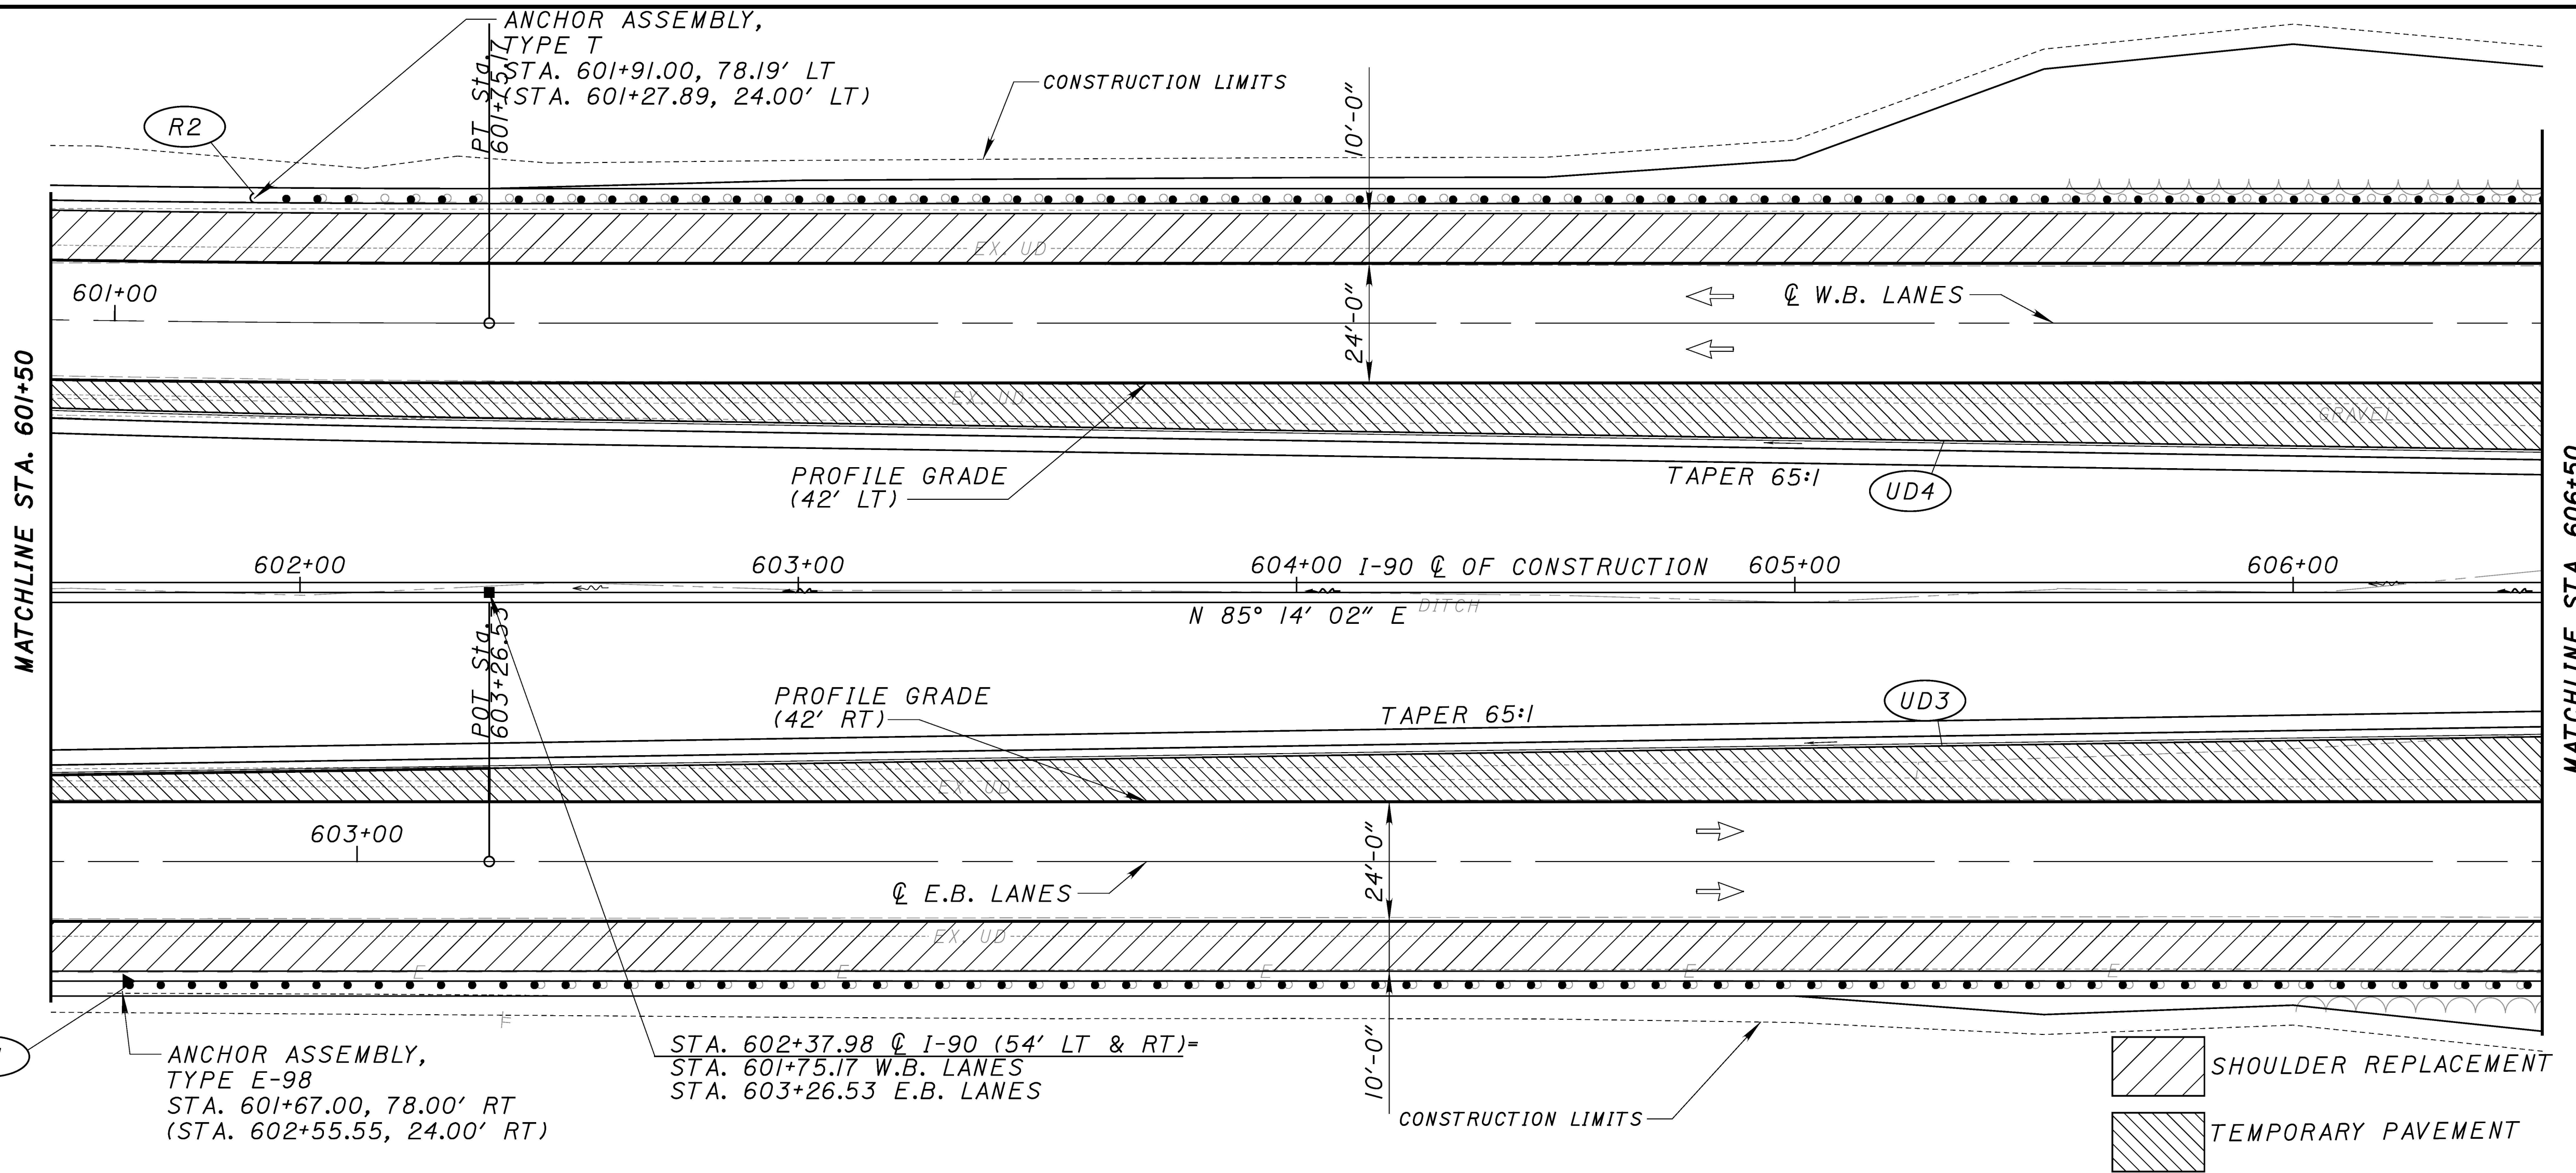 ANCHOR ASSEMBLY,
TYPE T
STA. 601+91.00, 78.19' LT
(STA. 601+27.89, 24.00' LT)
PT Sta.
601+75.17
CONSTRUCTION LIMITS
R2
10'-0"
EX. UD
601+00
℄ W.B. LANES
24'-0"
MATCHLINE STA. 601+50
EX. UD
GRAVEL
PROFILE GRADE
(42' LT)
TAPER 65:1
UD4
MATCHLINE STA. 606+50
602+00
603+00
604+00
I-90 ℄ OF CONSTRUCTION
605+00
606+00
N 85° 14' 02" E
DITCH
POT Sta.
603+26.53
PROFILE GRADE
(42' RT)
TAPER 65:1
UD3
EX. UD
603+00
℄ E.B. LANES
24'-0"
EX. UD
E E E E E
ANCHOR ASSEMBLY,
TYPE E-98
STA. 601+67.00, 78.00' RT
(STA. 602+55.55, 24.00' RT)
STA. 602+37.98 ℄ I-90 (54' LT & RT)=
STA. 601+75.17 W.B. LANES
STA. 603+26.53 E.B. LANES
10'-0"
CONSTRUCTION LIMITS
SHOULDER REPLACEMENT
TEMPORARY PAVEMENT